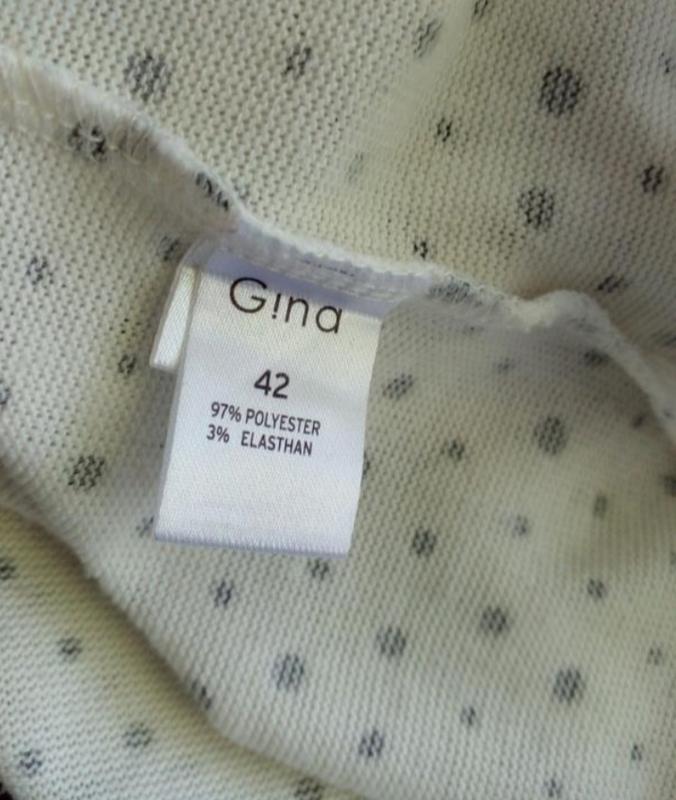 G!na
42
97% POLYESTER
3% ELASTHAN